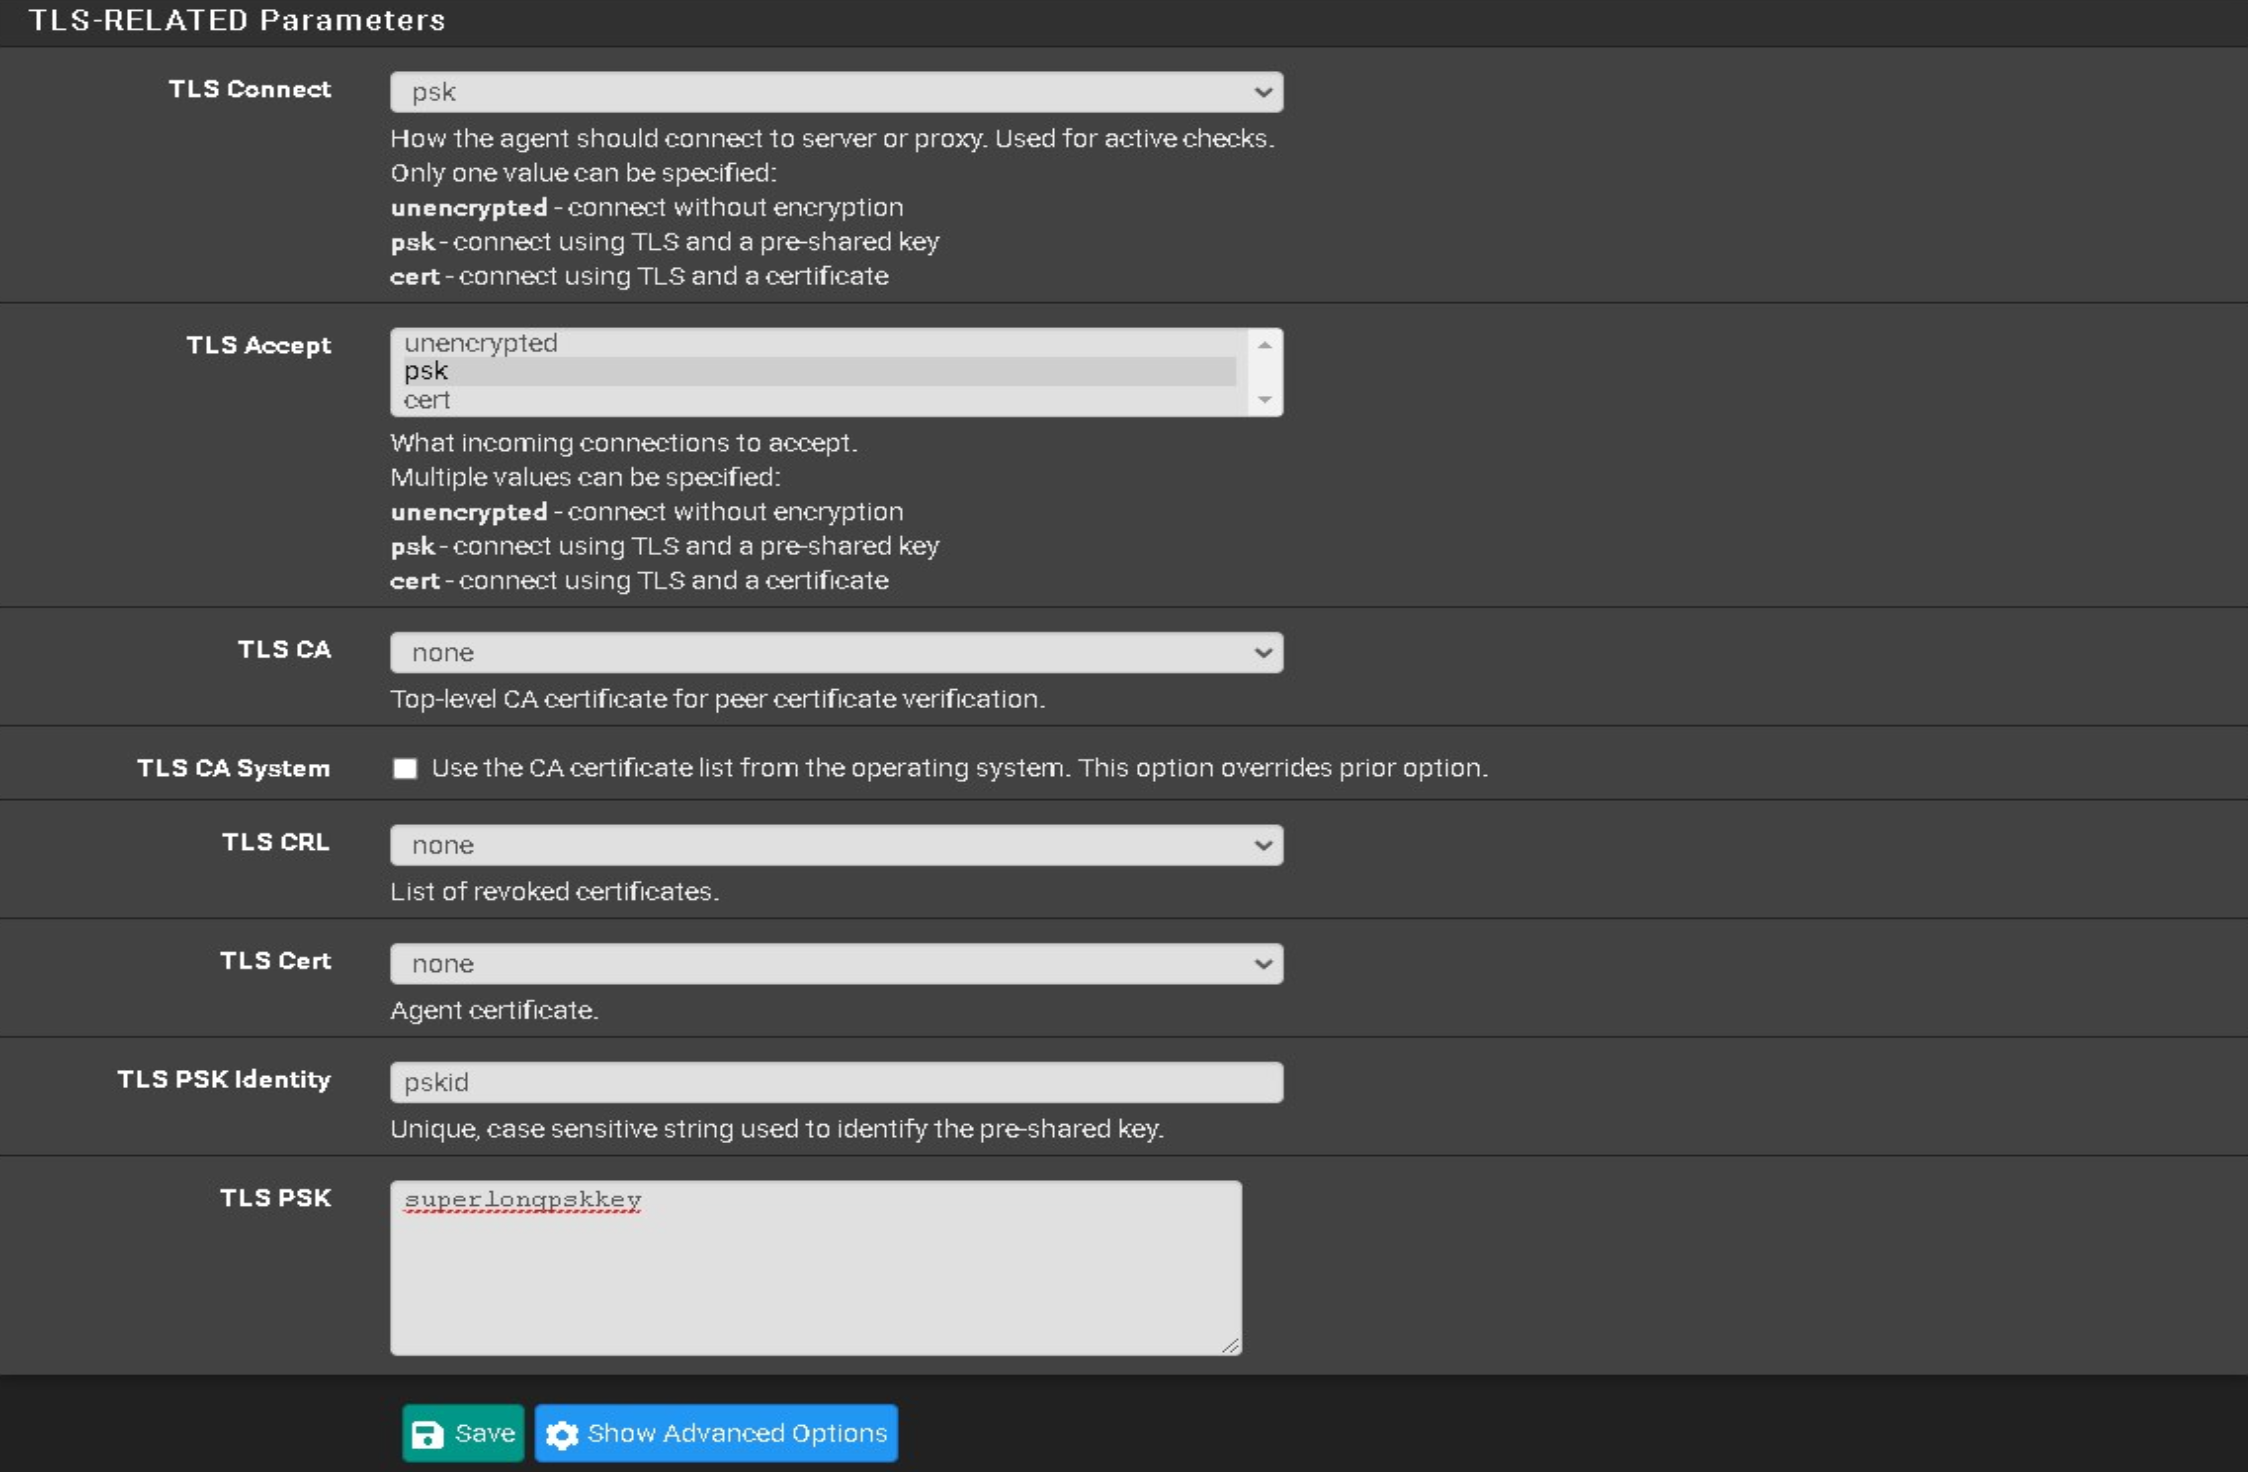 TLS-RELATED Parameters
TLS Connect
psk
How the agent should connect to server or proxy. Used for active checks.
Only one value can be specified:
unencrypted - connect without encryption
psk - connect using TLS and a pre-shared key
cert - connect using TLS and a certificate
TLS Accept
unencrypted
psk
cert
What incoming connections to accept.
Multiple values can be specified:
unencrypted - connect without encryption
psk - connect using TLS and a pre-shared key
cert - connect using TLS and a certificate
TLS CA
none
Top-level CA certificate for peer certificate verification.
TLS CA System
Use the CA certificate list from the operating system. This option overrides prior option.
TLS CRL
none
List of revoked certificates.
TLS Cert
none
Agent certificate.
TLS PSK Identity
pskid
Unique, case sensitive string used to identify the pre-shared key.
TLS PSK
superlongpskkey
Save
Show Advanced Options